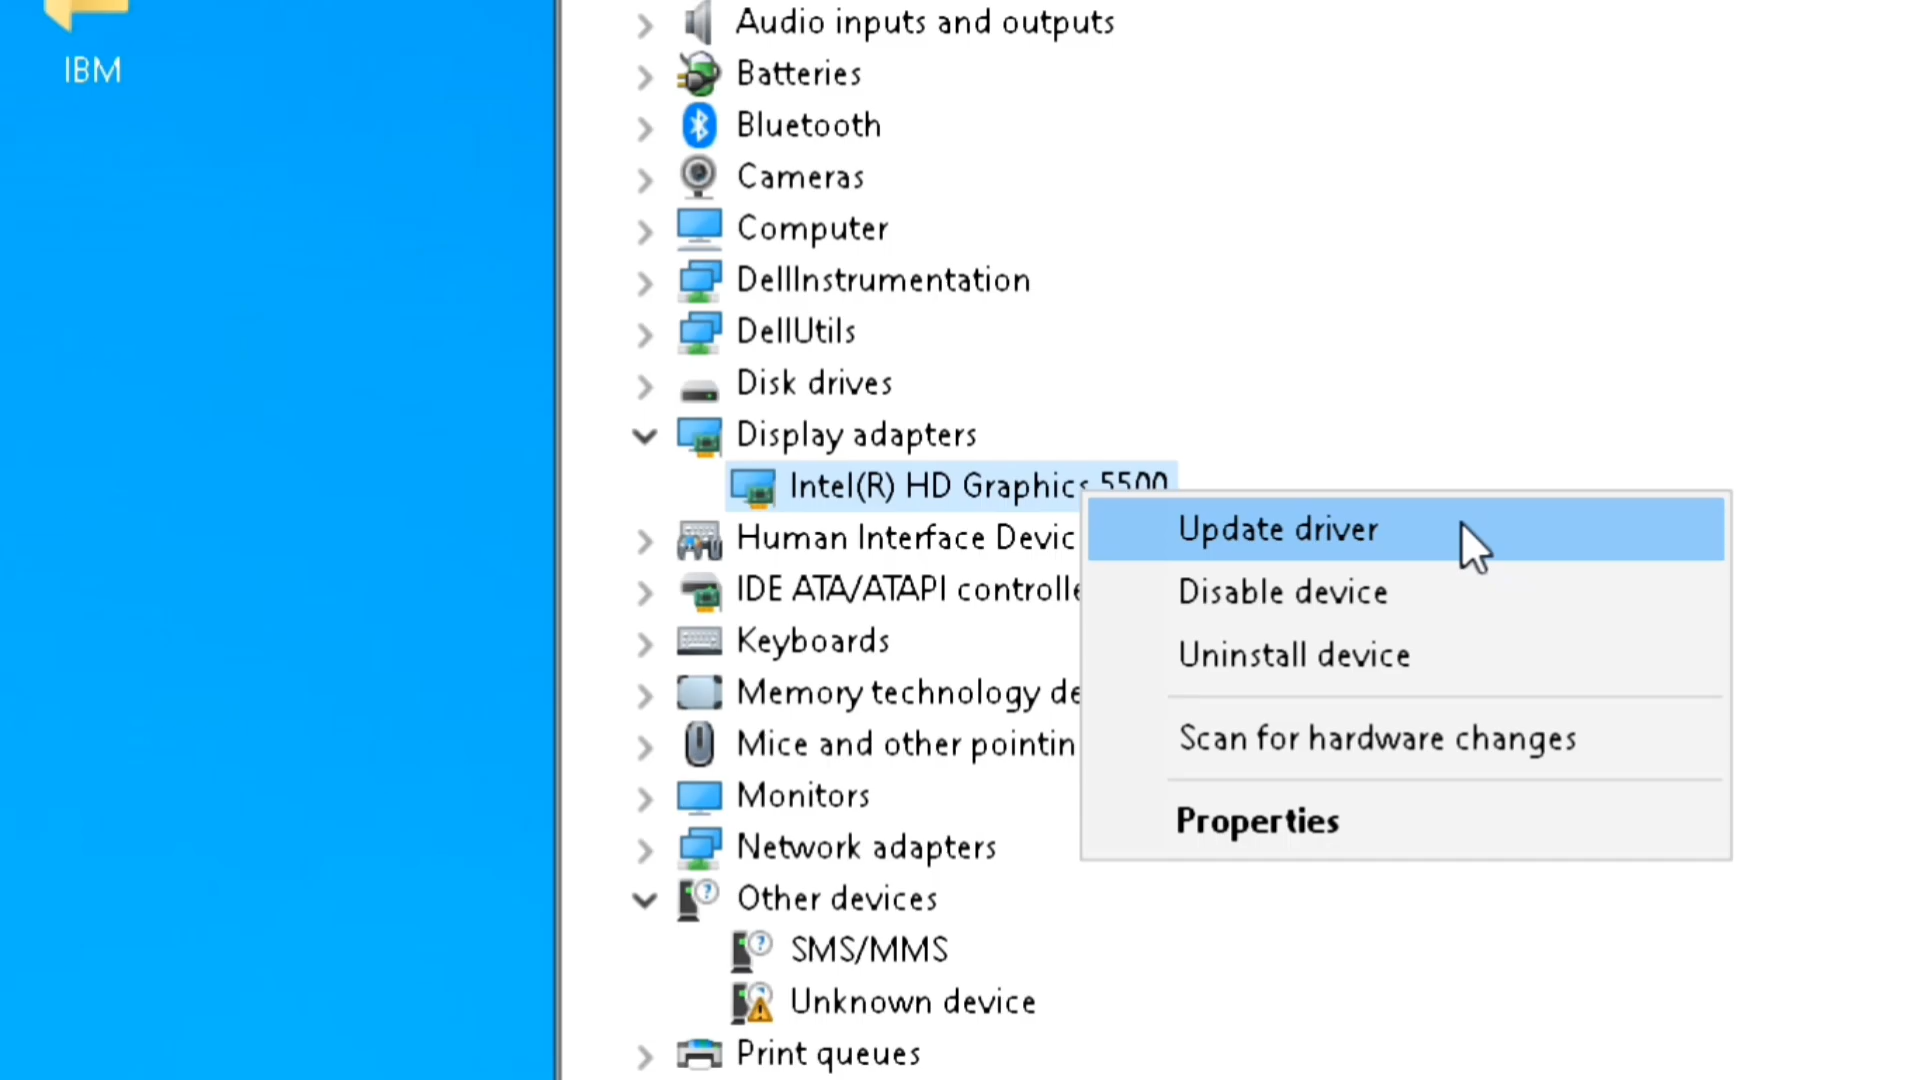 IBM
Audio inputs and outputs
Batteries
Bluetooth
Cameras
Computer
DellInstrumentation
DellUtils
Disk drives
Display adapters
Intel(R) HD Graphics 5500
Human Interface Devic
IDE ATA/ATAPI controlle
Keyboards
Memory technology de
Mice and other pointin
Monitors
Network adapters
Other devices
SMS/MMS
Unknown device
Print queues
Update driver
Disable device
Uninstall device
Scan for hardware changes
Properties